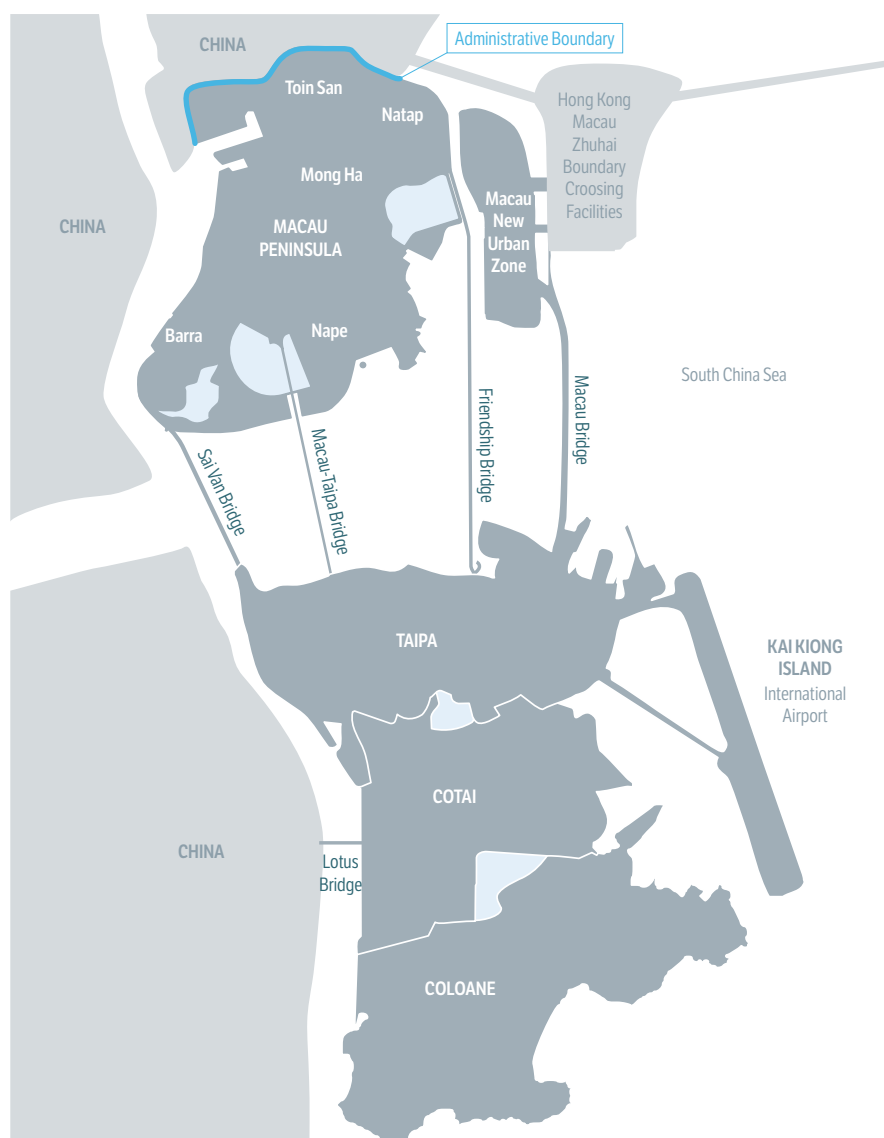 CHINA
Administrative Boundary
Toin San
Natap
Hong Kong
Macau
Zhuhai
Boundary
Croosing
Facilities
Mong Ha
CHINA
MACAU
PENINSULA
Macau
New
Urban
Zone
Barra
Nape
South China Sea
Sai Van Bridge
Macau-Taipa Bridge
Friendship Bridge
Macau Bridge
TAIPA
KAI KIONG
ISLAND
International
Airport
COTAI
CHINA
Lotus
Bridge
COLOANE